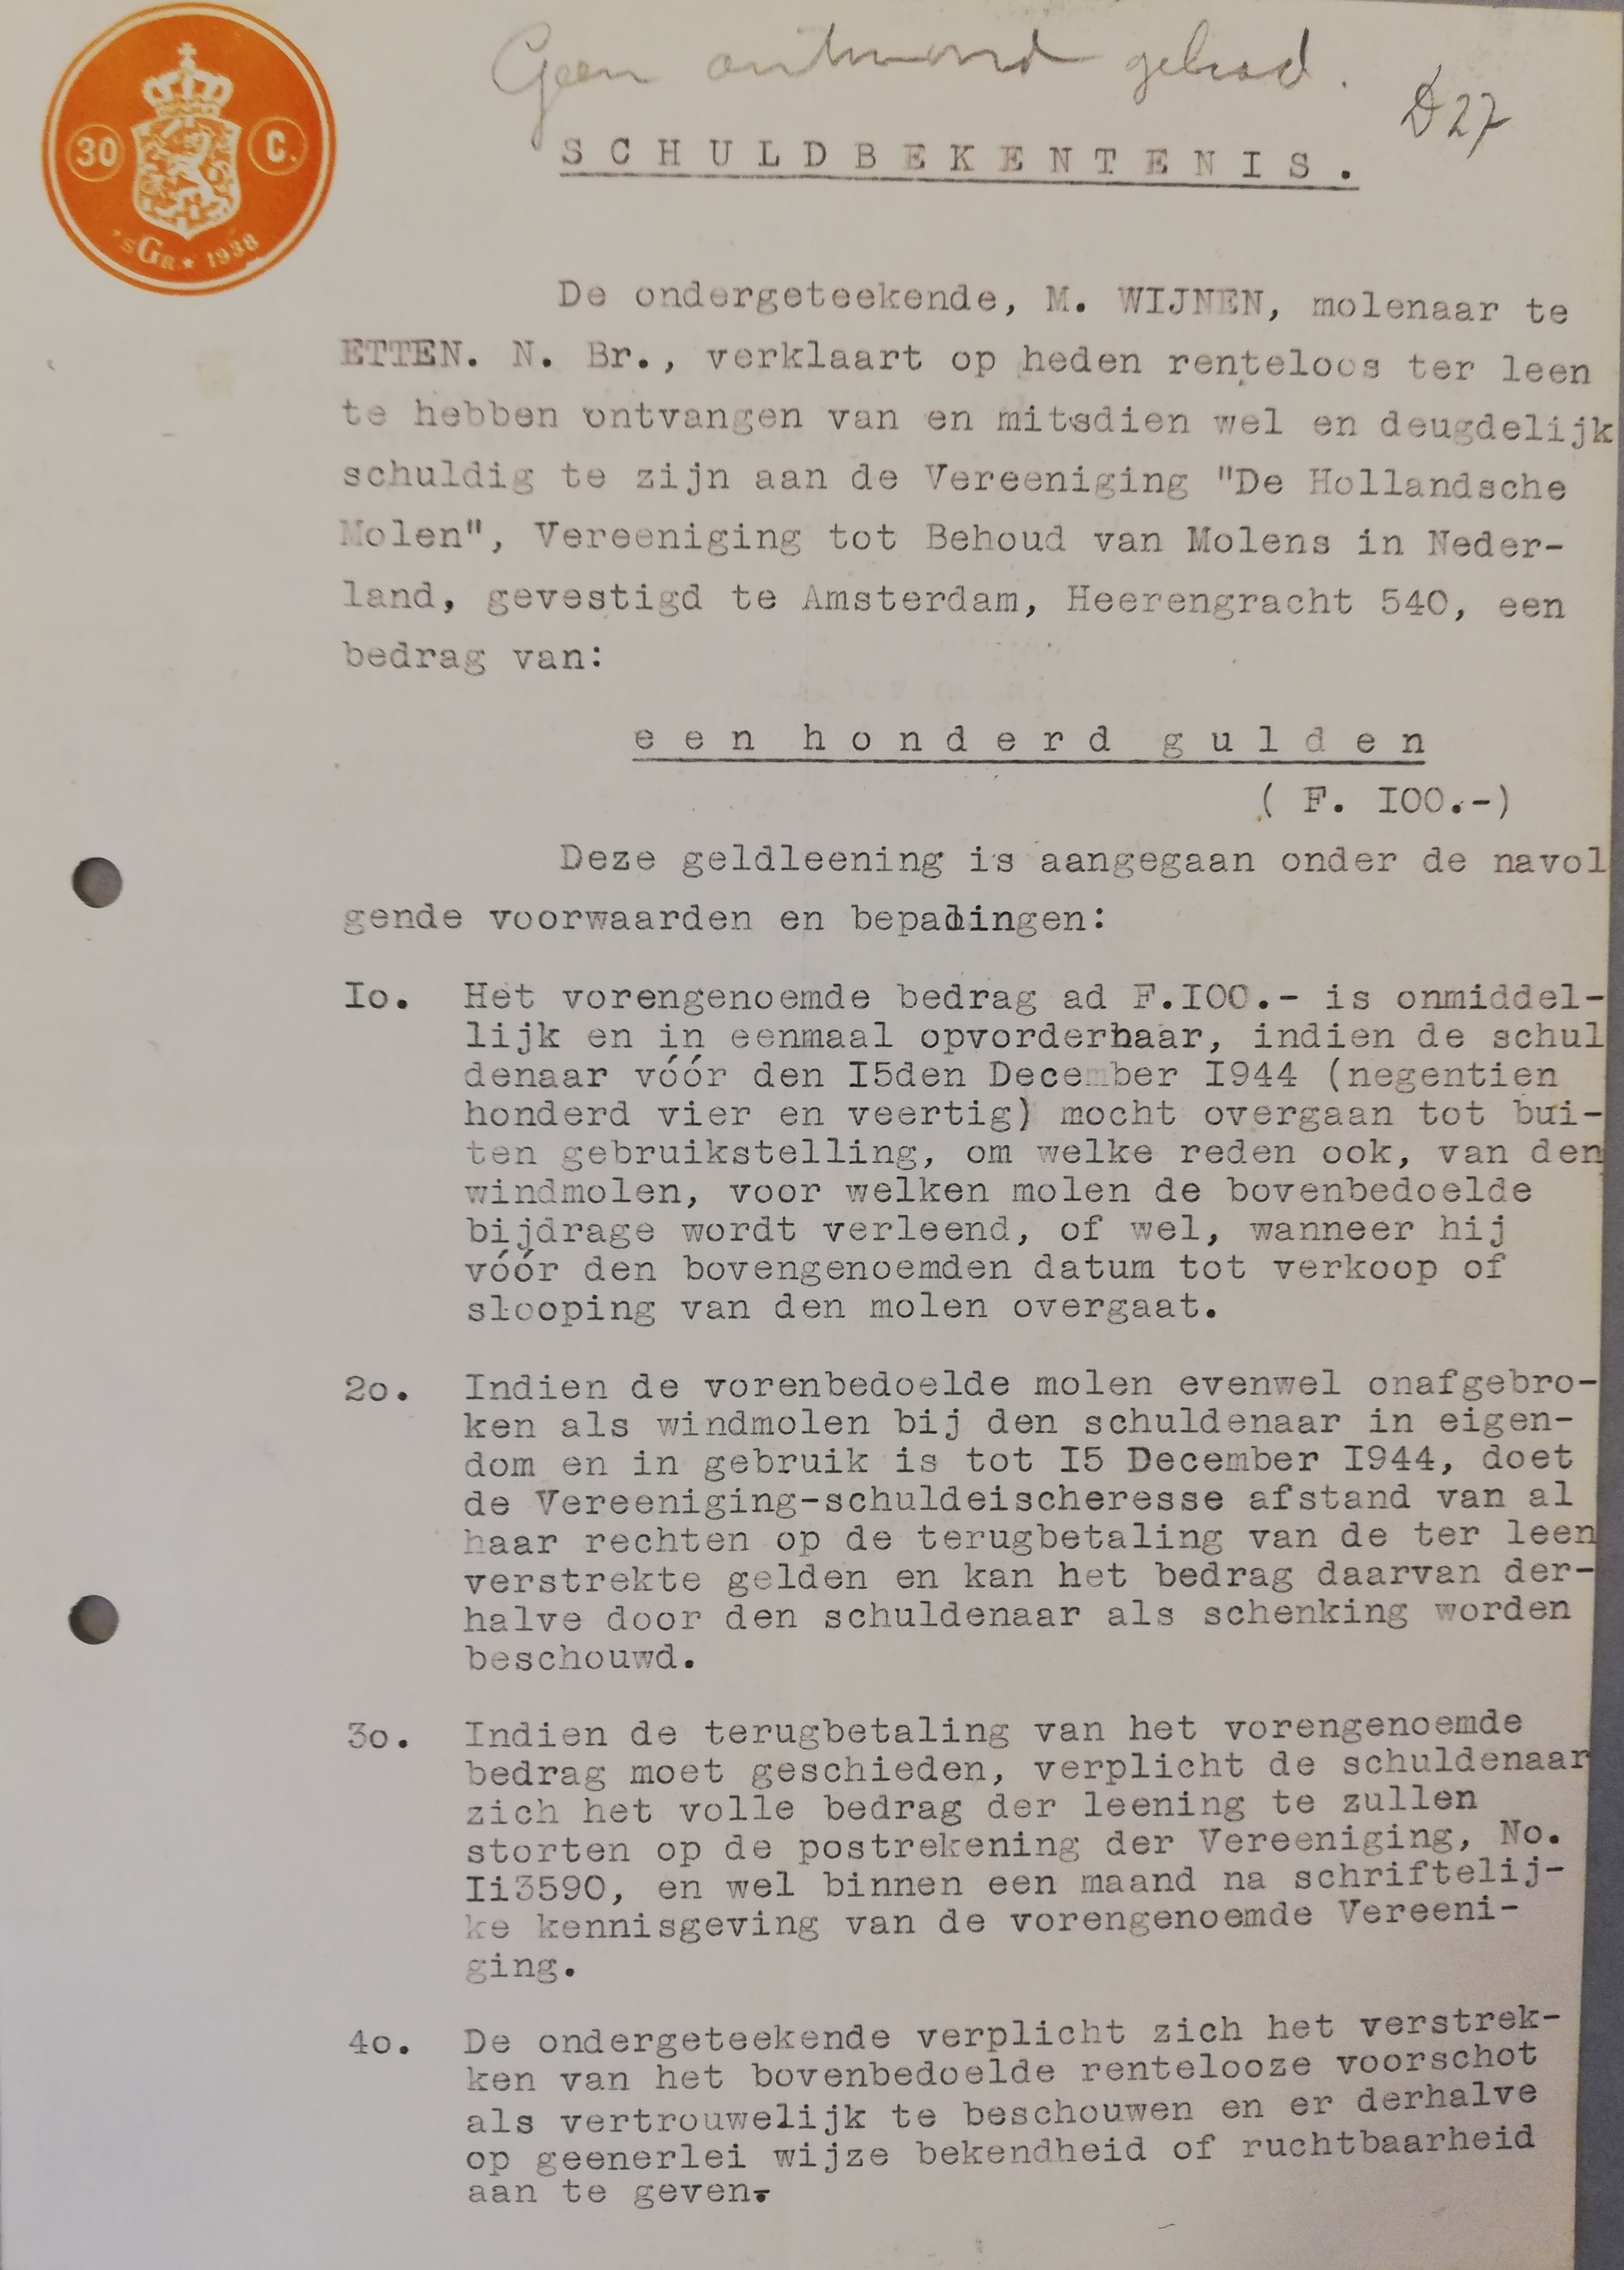 Geen antwoord gehad.
D 27
30 C.
'sGR.* 1938
SCHULDBEKENTENIS.
De ondergeteekende, M. WIJNEN, molenaar te
ETTEN. N. Br., verklaart op heden renteloos ter leen
te hebben ontvangen van en mitsdien wel en deugdelijk
schuldig te zijn aan de Vereeniging "De Hollandsche
Molen", Vereeniging tot Behoud van Molens in Neder-
land, gevestigd te Amsterdam, Heerengracht 540, een
bedrag van:
een honderd gulden
( F. I00.-)
Deze geldleening is aangegaan onder de navol
gende voorwaarden en bepalingen:
Io. Het vorengenoemde bedrag ad F.I00.- is onmiddel-
lijk en in eenmaal opvorderbaar, indien de schul
denaar vóór den I5den December I944 (negentien
honderd vier en veertig) mocht overgaan tot bui-
ten gebruikstelling, om welke reden ook, van den
windmolen, voor welken molen de bovenbedoelde
bijdrage wordt verleend, of wel, wanneer hij
vóór den bovengenoemden datum tot verkoop of
slooping van den molen overgaat.
2o. Indien de vorenbedoelde molen evenwel onafgebro-
ken als windmolen bij den schuldenaar in eigen-
dom en in gebruik is tot I5 December I944, doet
de Vereeniging-schuldeischeresse afstand van al
haar rechten op de terugbetaling van de ter leen
verstrekte gelden en kan het bedrag daarvan der-
halve door den schuldenaar als schenking worden
beschouwd.
3o. Indien de terugbetaling van het vorengenoemde
bedrag moet geschieden, verplicht de schuldenaar
zich het volle bedrag der leening te zullen
storten op de postrekening der Vereeniging, No.
Ii3590, en wel binnen een maand na schriftelij-
ke kennisgeving van de vorengenoemde Vereeni-
ging.
4o. De ondergeteekende verplicht zich het verstrek-
ken van het bovenbedoelde rentelooze voorschot
als vertrouwelijk te beschouwen en er derhalve
op geenerlei wijze bekendheid of ruchtbaarheid
aan te geven.